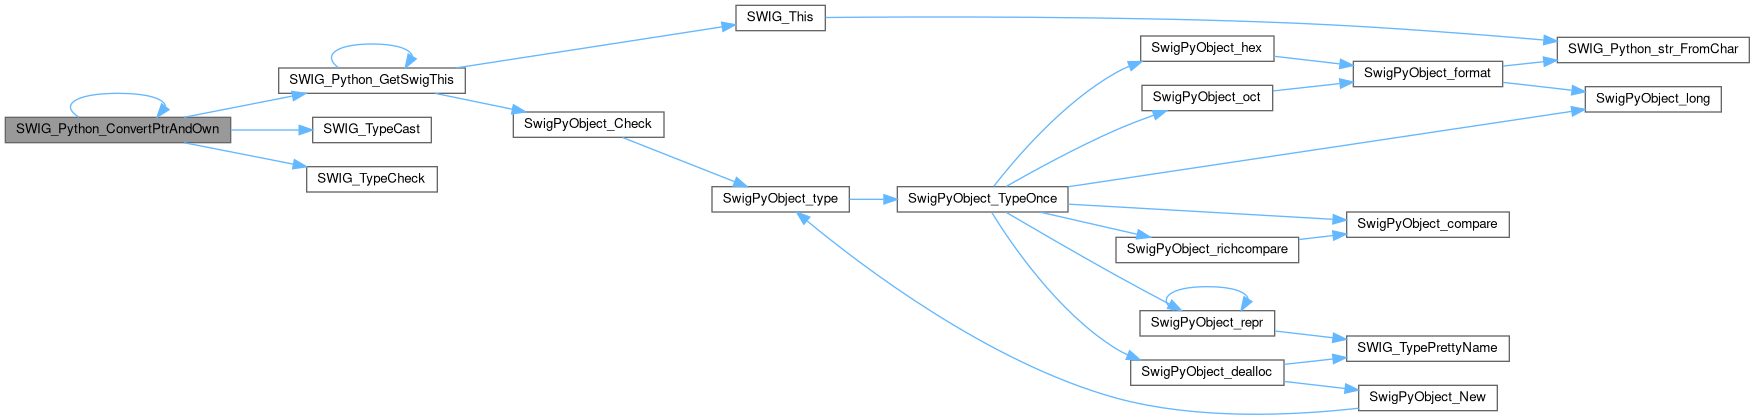 SWIG_Python_ConvertPtrAndOwn
SWIG_Python_GetSwigThis
SWIG_TypeCast
SWIG_TypeCheck
SWIG_This
SwigPyObject_Check
SwigPyObject_type
SwigPyObject_TypeOnce
SwigPyObject_hex
SwigPyObject_oct
SwigPyObject_richcompare
SwigPyObject_repr
SwigPyObject_dealloc
SwigPyObject_format
SwigPyObject_compare
SWIG_TypePrettyName
SwigPyObject_New
SWIG_Python_str_FromChar
SwigPyObject_long